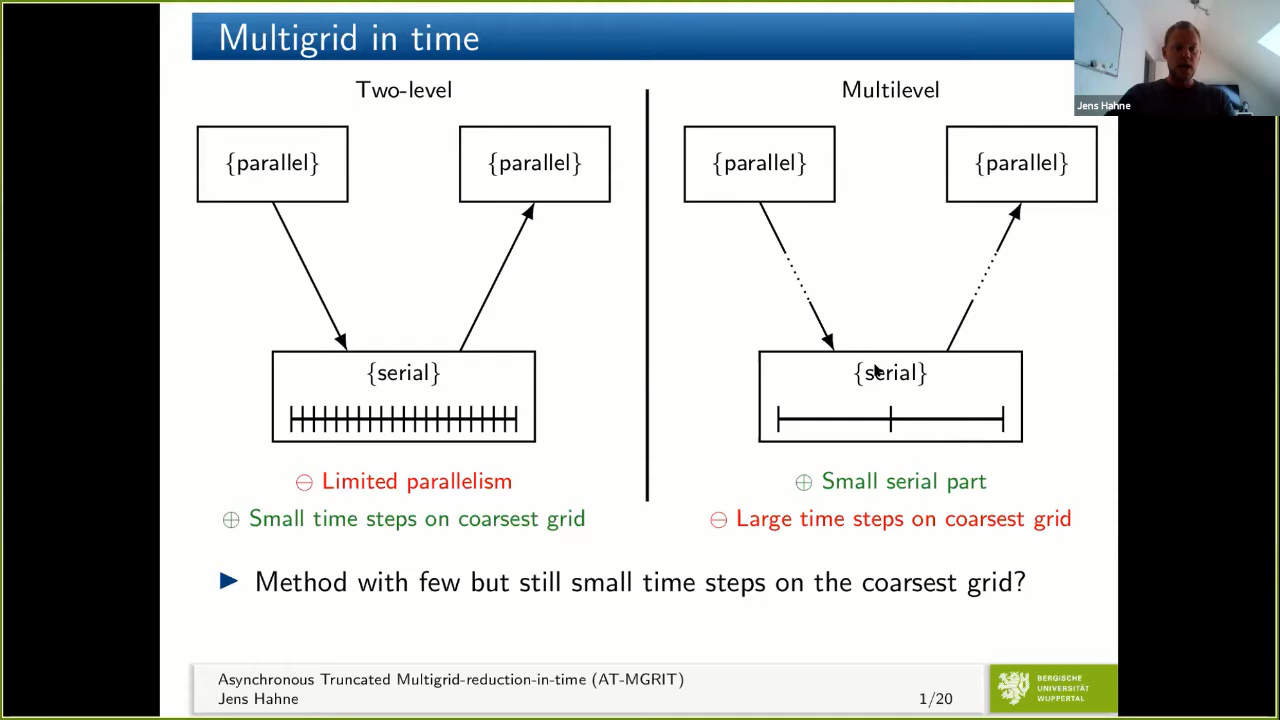 Multigrid in time
Jens Hahne
Two-level
Multilevel
{parallel}
{parallel}
{parallel}
{parallel}
{serial}
{serial}
⊖ Limited parallelism
⊕ Small time steps on coarsest grid
⊕ Small serial part
⊖ Large time steps on coarsest grid
▶ Method with few but still small time steps on the coarsest grid?
Asynchronous Truncated Multigrid-reduction-in-time (AT-MGRIT)
Jens Hahne
1/20
BERGISCHE
UNIVERSITÄT
WUPPERTAL